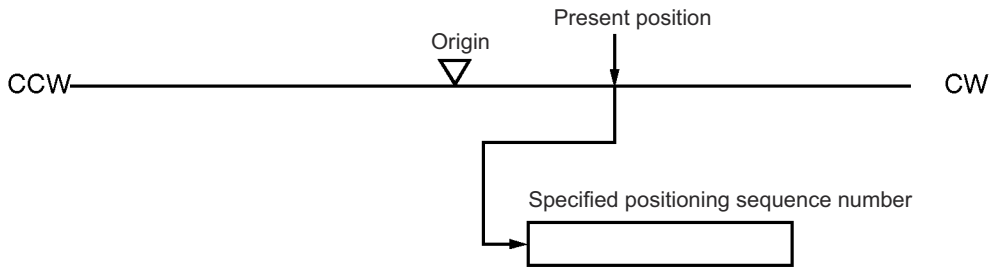 Present position
Origin
CCW
CW
Specified positioning sequence number